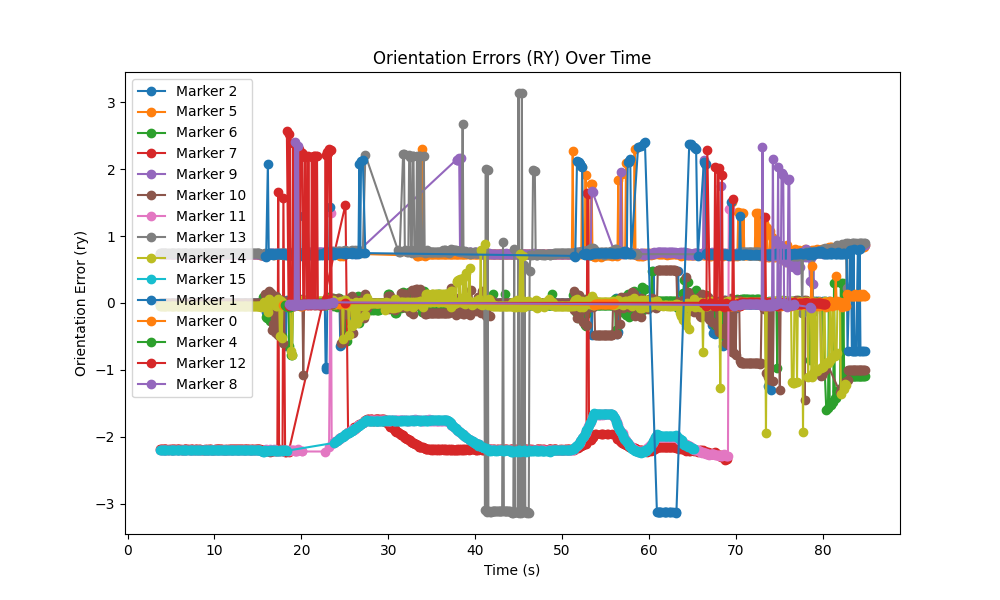 Orientation Errors (RY) Over Time
Orientation Error (ry)
3
2
1
0
−1
−2
−3
Marker 2
Marker 5
Marker 6
Marker 7
Marker 9
Marker 10
Marker 11
Marker 13
Marker 14
Marker 15
Marker 1
Marker 0
Marker 4
Marker 12
Marker 8
0 10 20 30 40 50 60 70 80
Time (s)